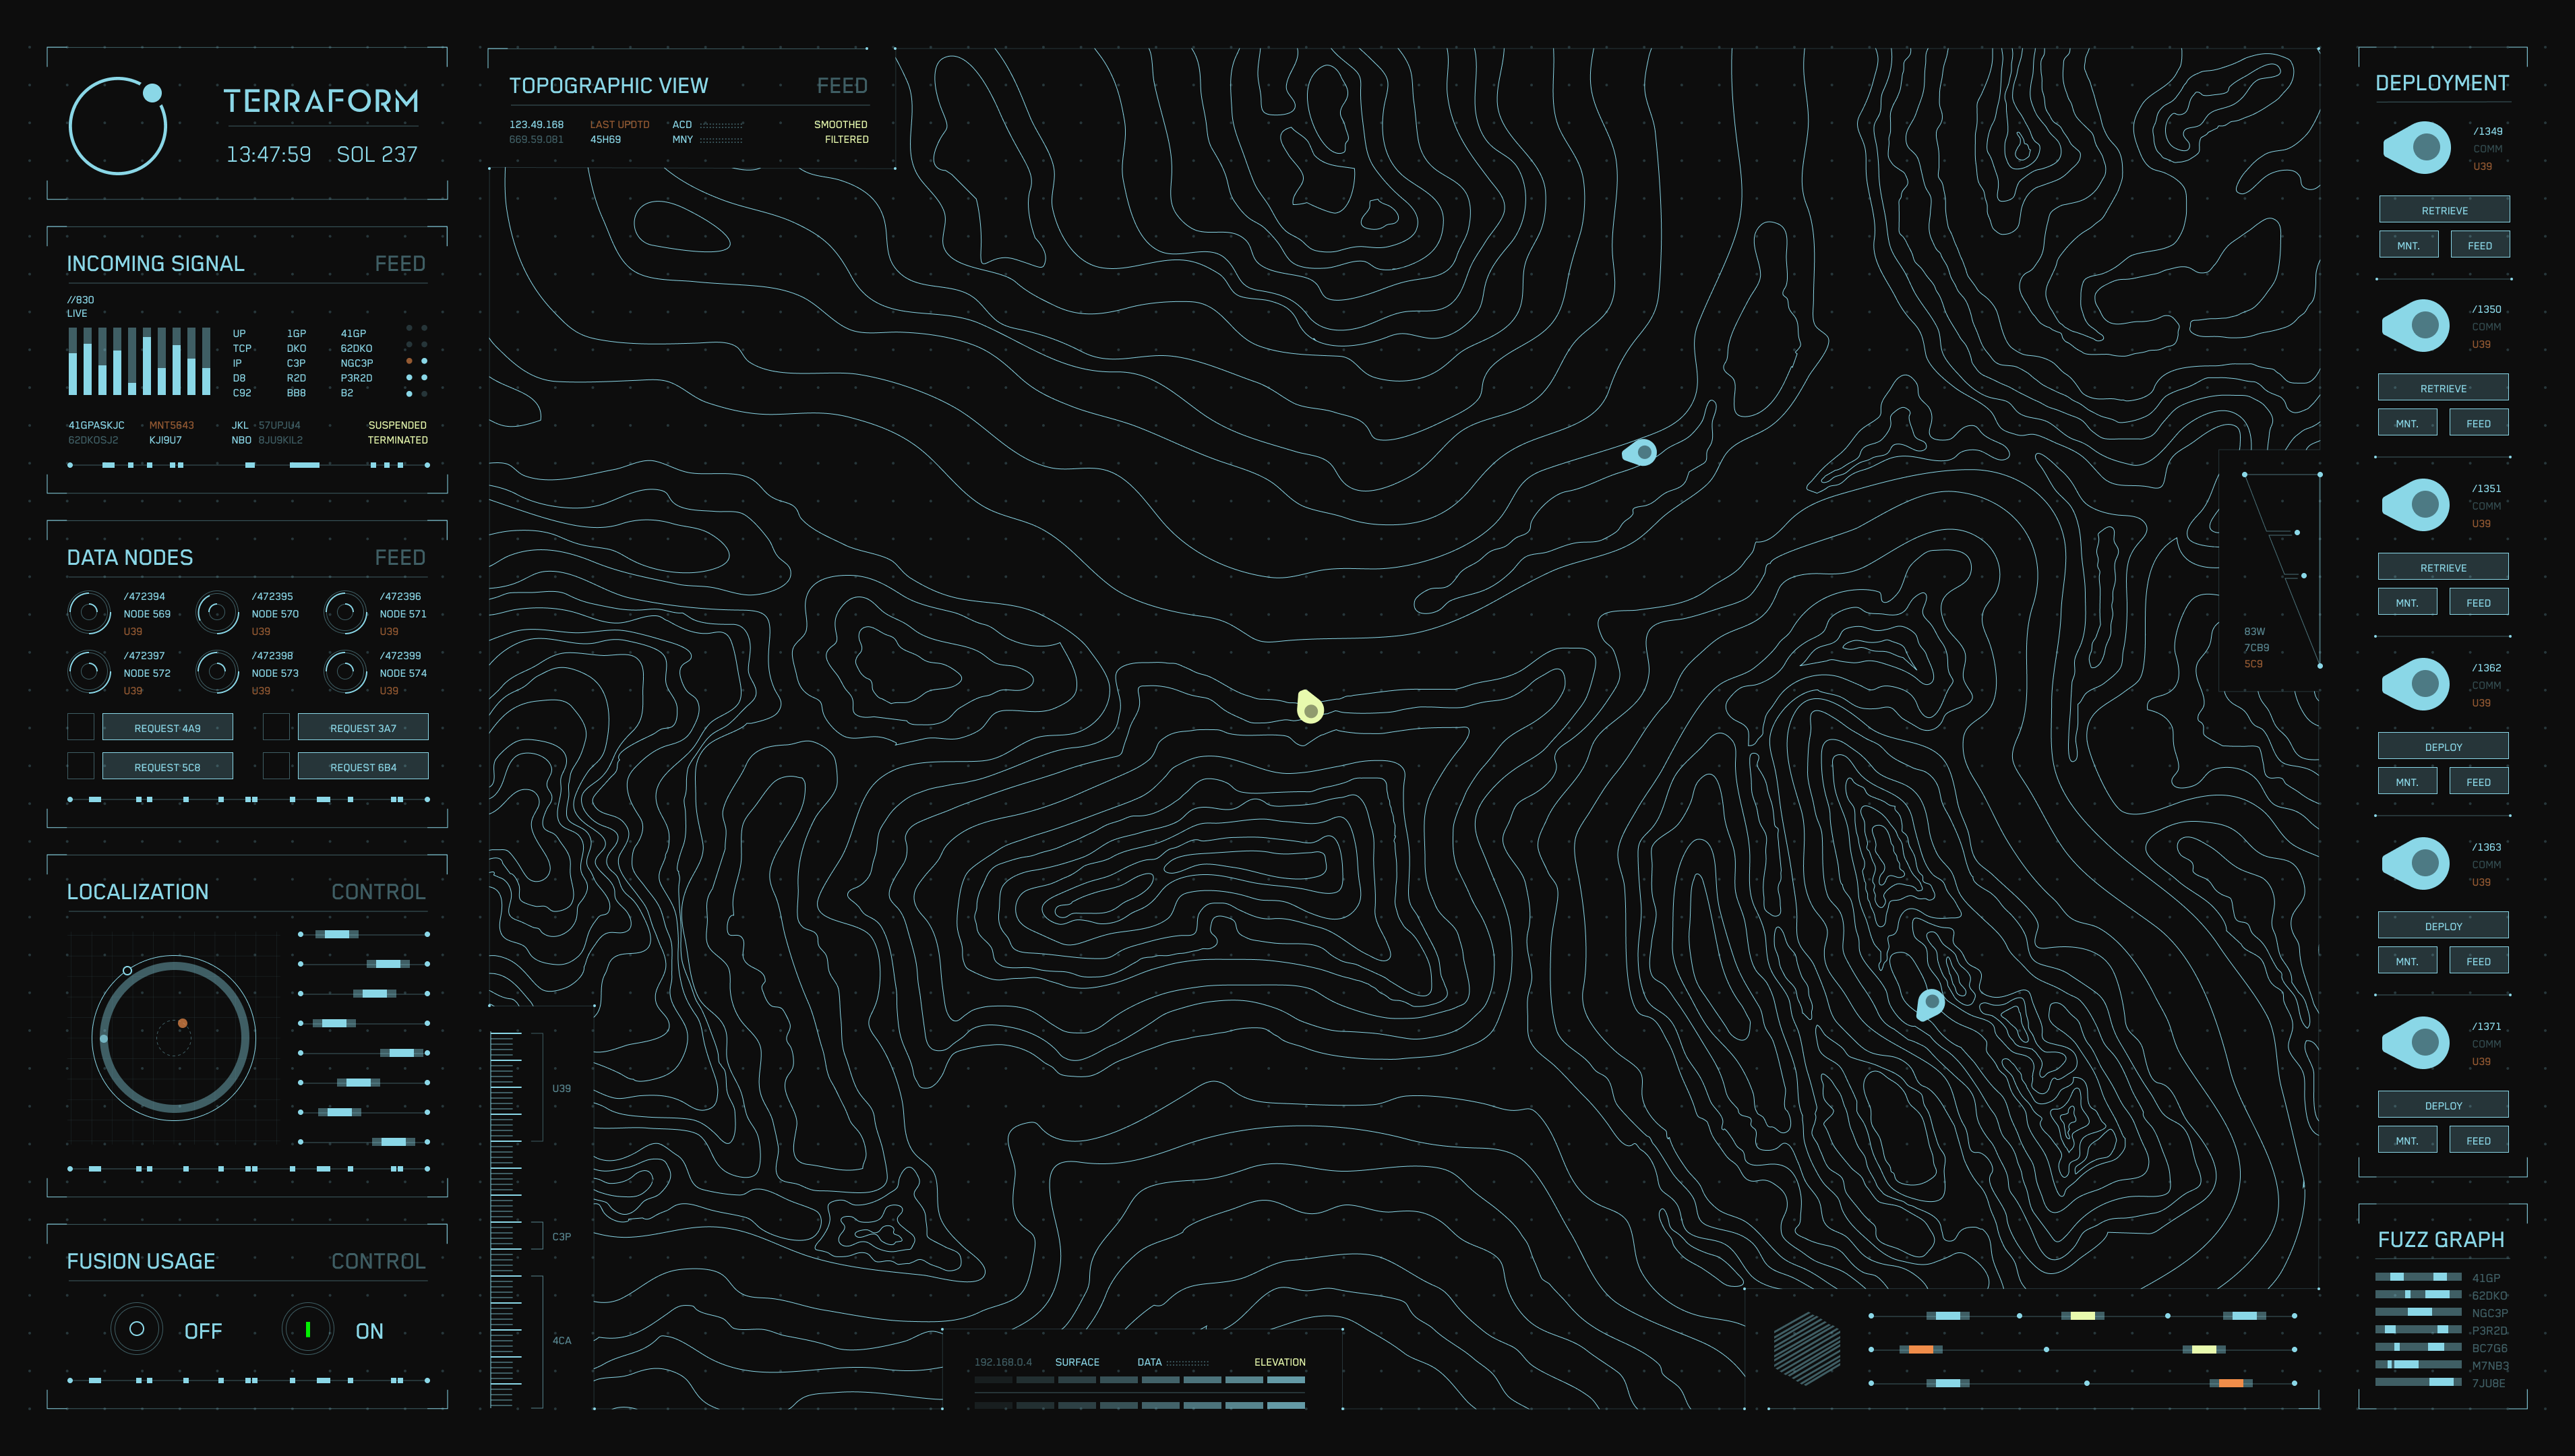 TERRAFORM
13:47:59 SOL 237
INCOMING SIGNAL FEED
//830
LIVE
UP 1GP 41GP
TCP DKO 62DKO
IP C3P NGC3P
D8 R2D P3R2D
C92 BB8 B2
41GPASKJC MNT5643 JKL 57UPJU4 SUSPENDED
62DKOSJ2 KJI9U7 NBO 8JU9KIL2 TERMINATED
DATA NODES FEED
/472394 /472395 /472396
NODE 569 NODE 570 NODE 571
U39 U39 U39
/472397 /472398 /472399
NODE 572 NODE 573 NODE 574
U39 U39 U39
REQUEST 4A9 REQUEST 3A7
REQUEST 5C8 REQUEST 6B4
LOCALIZATION CONTROL
FUSION USAGE CONTROL
OFF ON
TOPOGRAPHIC VIEW FEED
123.49.168 LAST UPDTD ACD :::::::::::::: SMOOTHED
669.59.081 45H69 MNY :::::::::::::: FILTERED
83W
7CB9
5C9
U39
C3P
4CA
192.168.0.4 SURFACE DATA :::::::::::::: ELEVATION
DEPLOYMENT
/1349
COMM
U39
RETRIEVE
MNT. FEED
/1350
COMM
U39
RETRIEVE
MNT. FEED
/1351
COMM
U39
RETRIEVE
MNT. FEED
/1362
COMM
U39
DEPLOY
MNT. FEED
/1363
COMM
U39
DEPLOY
MNT. FEED
/1371
COMM
U39
DEPLOY
MNT. FEED
FUZZ GRAPH
41GP
62DKO
NGC3P
P3R2D
BC7G6
M7NB3
7JU8E